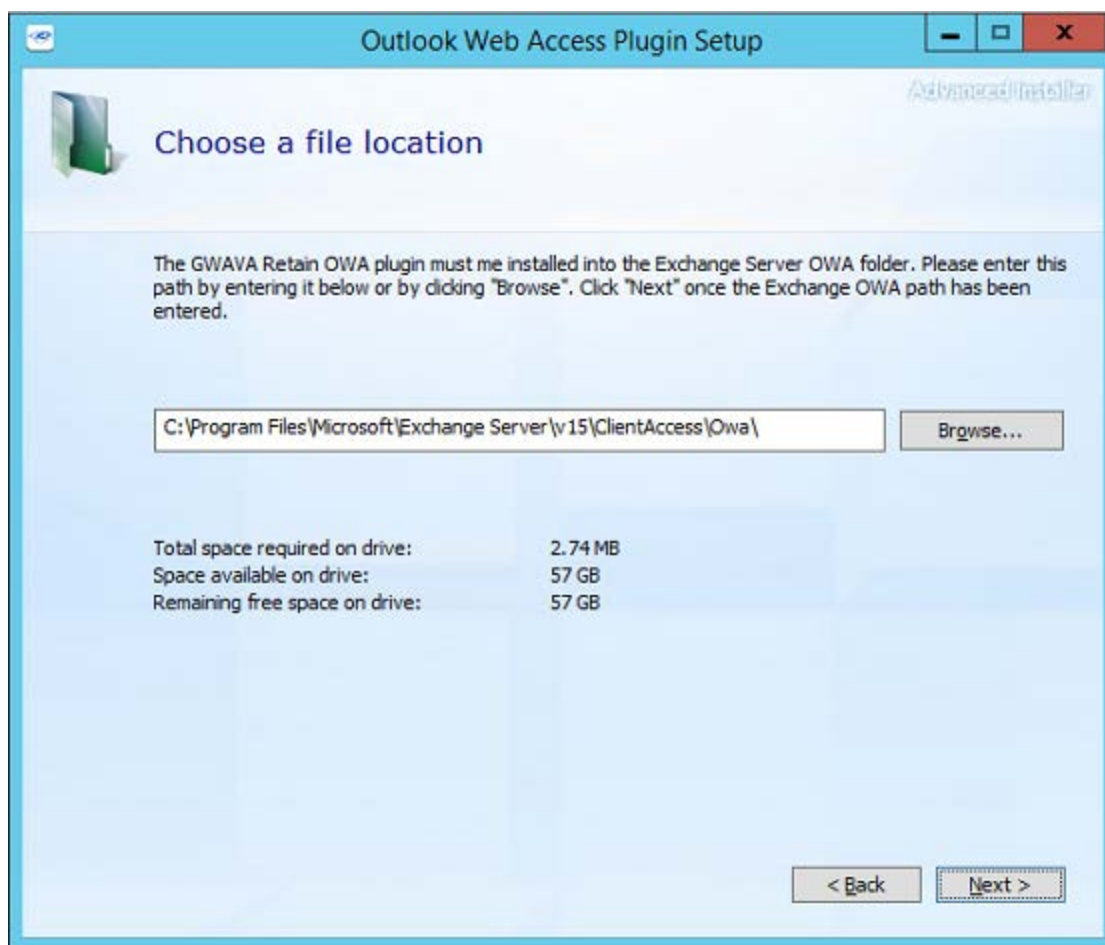 Outlook Web Access Plugin Setup
Advanced Installer
Choose a file location
The GWAVA Retain OWA plugin must me installed into the Exchange Server OWA folder. Please enter this
path by entering it below or by clicking "Browse". Click "Next" once the Exchange OWA path has been
entered.
C:\Program Files\Microsoft\Exchange Server\v15\ClientAccess\Owa\
Browse...
Total space required on drive: 2.74 MB
Space available on drive: 57 GB
Remaining free space on drive: 57 GB
< Back
Next >